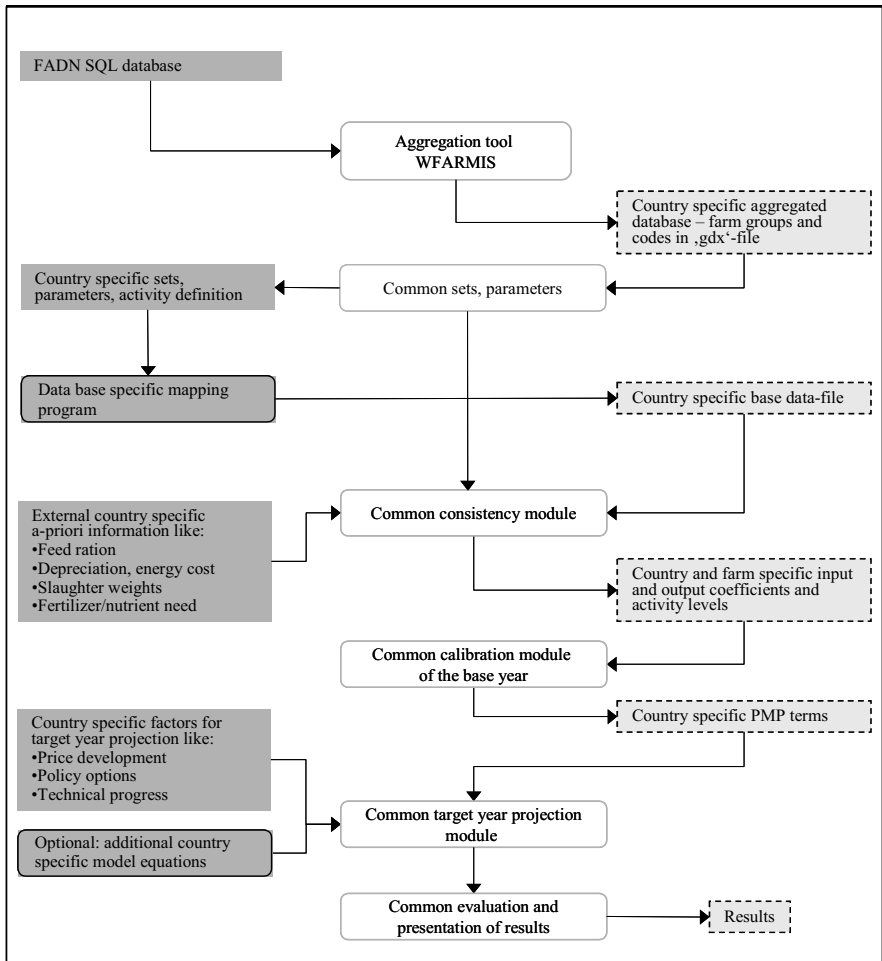 FADN SQL database
Aggregation tool
WFARMIS
Country specific aggregated
database – farm groups and
codes in ‚gdx‘-file
Country specific sets,
parameters, activity definition
Common sets, parameters
Data base specific mapping
program
Country specific base data-file
External country specific
a-priori information like:
•Feed ration
•Depreciation, energy cost
•Slaughter weights
•Fertilizer/nutrient need
Common consistency module
Country and farm specific input
and output coefficients and
activity levels
Common calibration module
of the base year
Country specific PMP terms
Country specific factors for
target year projection like:
•Price development
•Policy options
•Technical progress
Common target year projection
module
Optional: additional country
specific model equations
Common evaluation and
presentation of results
Results